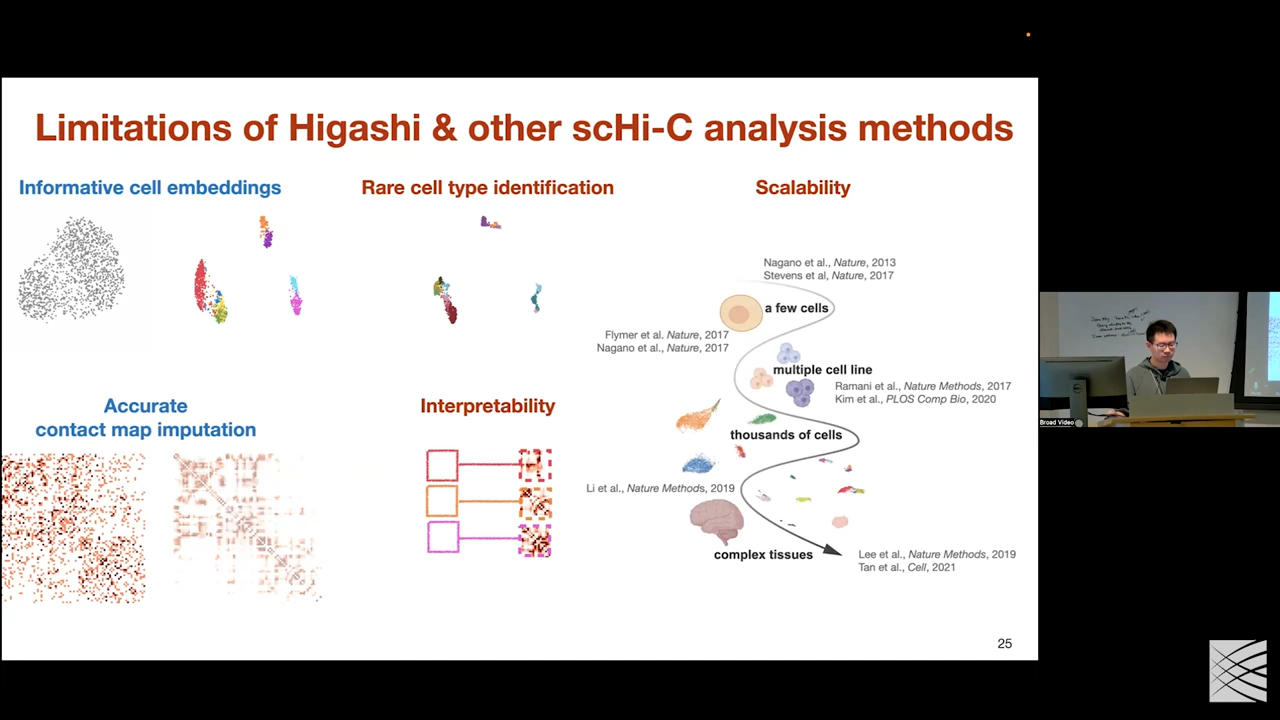 Limitations of Higashi & other scHi-C analysis methods
Informative cell embeddings
Rare cell type identification
Scalability
Nagano et al., Nature, 2013
Stevens et al, Nature, 2017
a few cells
Flymer et al. Nature, 2017
Nagano et al., Nature, 2017
multiple cell line
Ramani et al., Nature Methods, 2017
Kim et al., PLOS Comp Bio, 2020
Accurate
contact map imputation
Interpretability
thousands of cells
Li et al., Nature Methods, 2019
complex tissues
Lee et al., Nature Methods, 2019
Tan et al., Cell, 2021
25
Broad Video